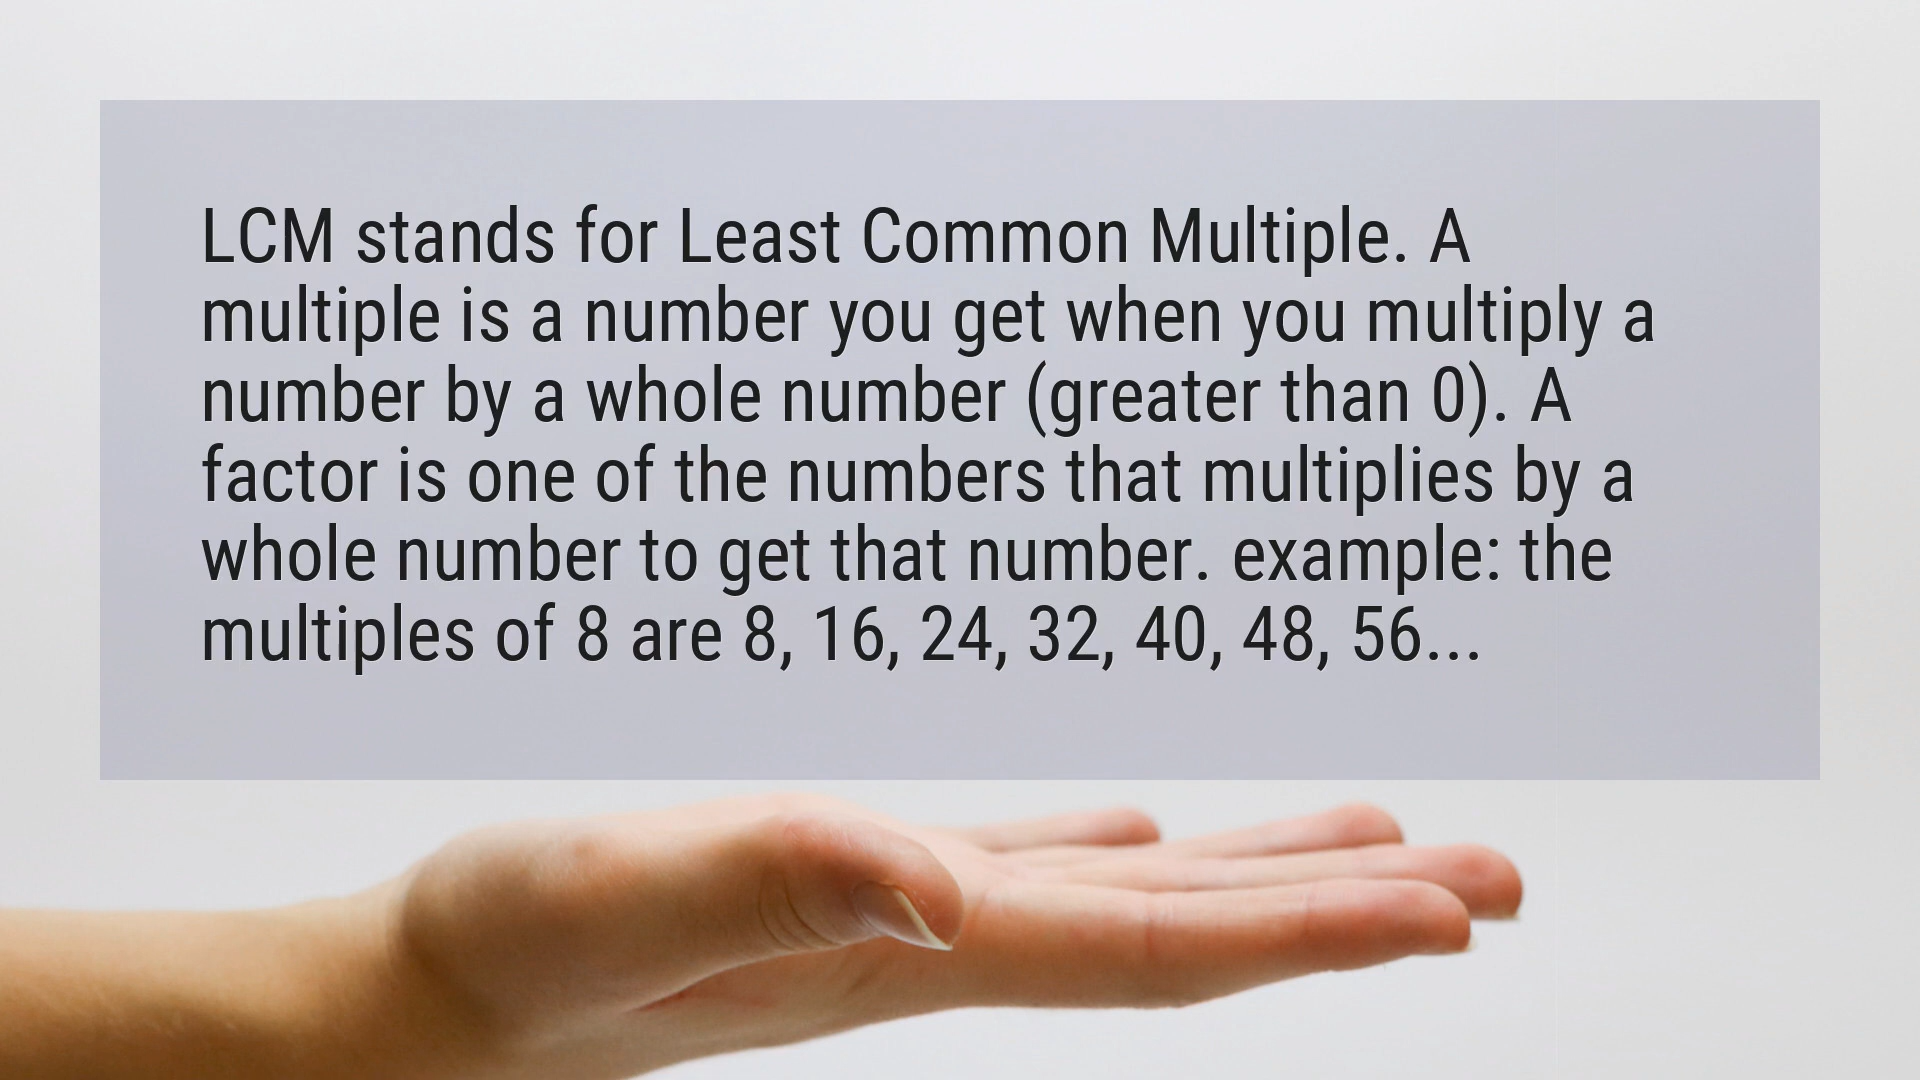 LCM stands for Least Common Multiple. A
multiple is a number you get when you multiply a
number by a whole number (greater than 0). A
factor is one of the numbers that multiplies by a
whole number to get that number. example: the
multiples of 8 are 8, 16, 24, 32, 40, 48, 56...